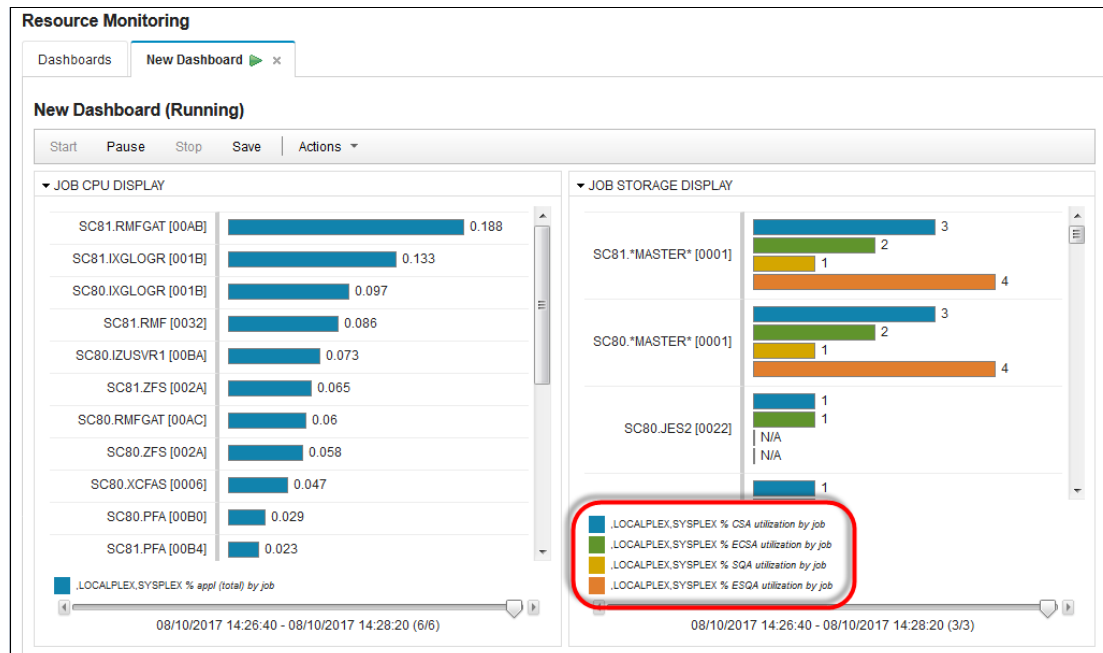 Resource Monitoring
Dashboards
New Dashboard ×
New Dashboard (Running)
Start Pause Stop Save Actions
JOB CPU DISPLAY
SC81.RMFGAT [00AB] 0.188
SC81.IXGLOGR [001B] 0.133
SC80.IXGLOGR [001B] 0.097
SC81.RMF [0032] 0.086
SC80.IZUSVR1 [00BA] 0.073
SC81.ZFS [002A] 0.065
SC80.RMFGAT [00AC] 0.06
SC80.ZFS [002A] 0.058
SC80.XCFAS [0006] 0.047
SC80.PFA [00B0] 0.029
SC81.PFA [00B4] 0.023
,LOCALPLEX,SYSPLEX % appl (total) by job
08/10/2017 14:26:40 - 08/10/2017 14:28:20 (6/6)
JOB STORAGE DISPLAY
SC81.*MASTER* [0001]
3
2
1
4
SC80.*MASTER* [0001]
3
2
1
4
SC80.JES2 [0022]
1
1
N/A
N/A
1
,LOCALPLEX,SYSPLEX % CSA utilization by job
,LOCALPLEX,SYSPLEX % ECSA utilization by job
,LOCALPLEX,SYSPLEX % SQA utilization by job
,LOCALPLEX,SYSPLEX % ESQA utilization by job
08/10/2017 14:26:40 - 08/10/2017 14:28:20 (3/3)